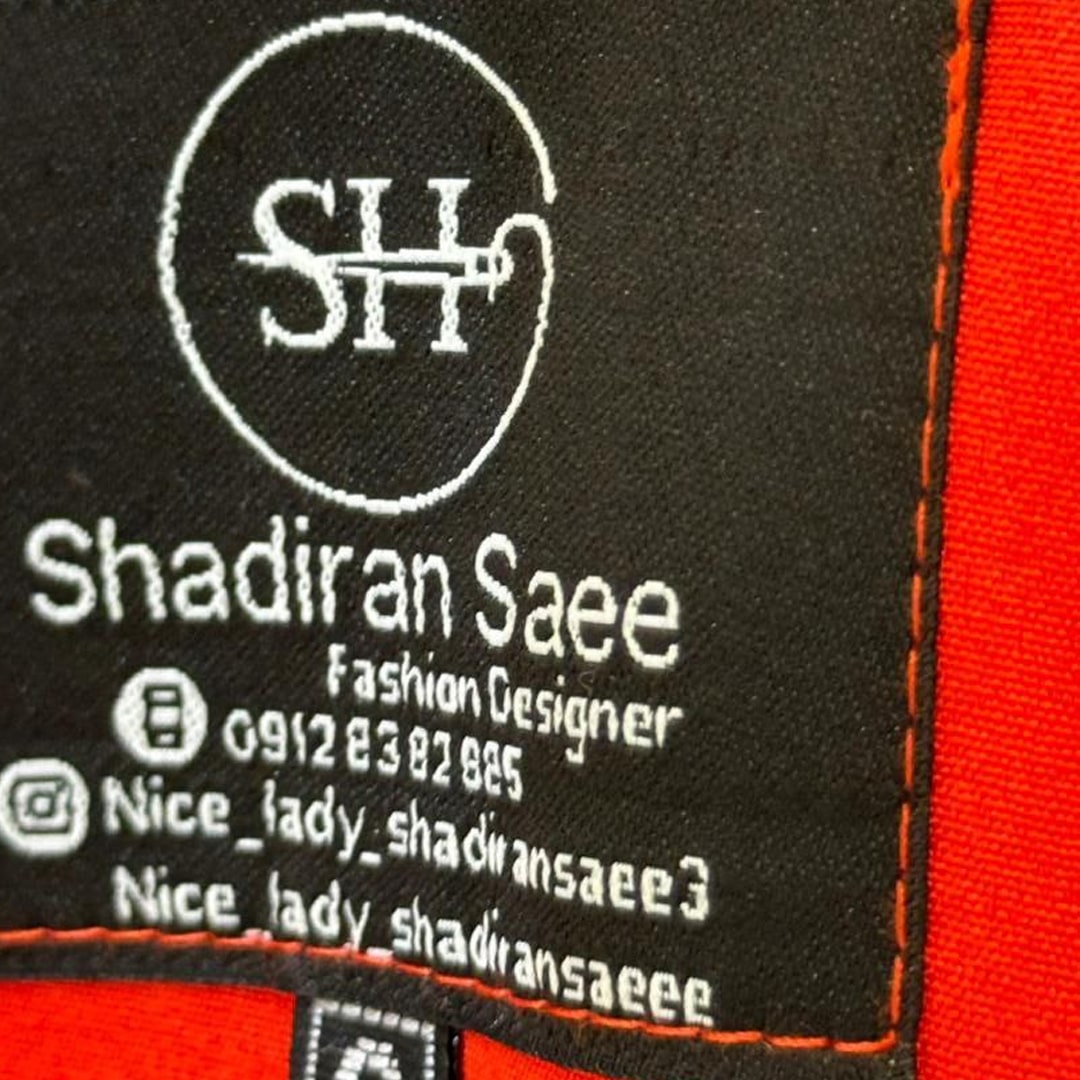 SH
Shadiran Saee
Fashion Designer
09128382885
Nice_lady_shadiransaee3
Nice_lady_shadiransaeee